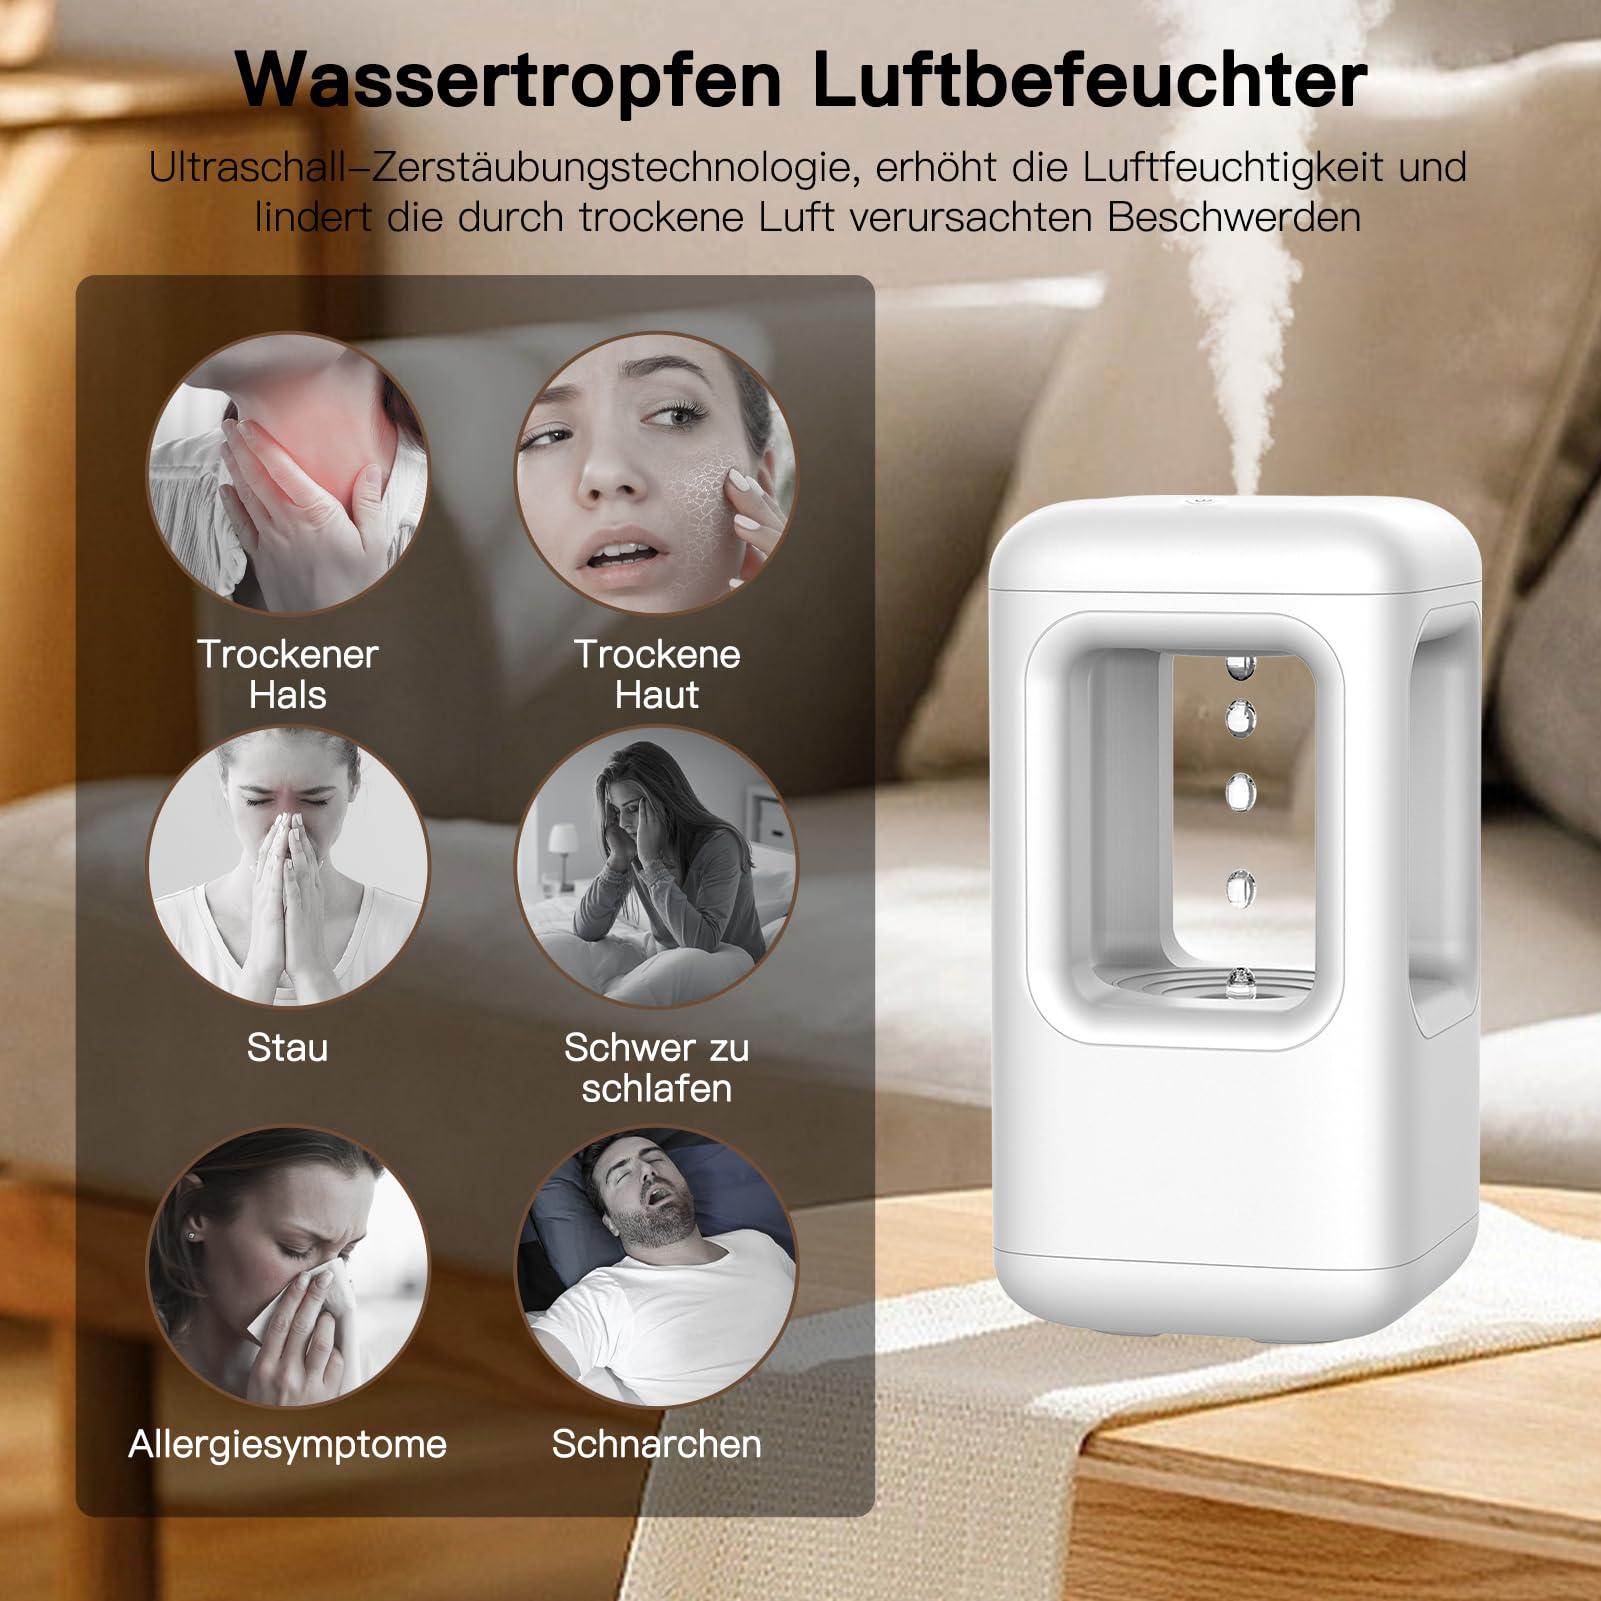 Wassertropfen Luftbefeuchter
Ultraschall-Zerstäubungstechnologie, erhöht die Luftfeuchtigkeit und
lindert die durch trockene Luft verursachten Beschwerden
Trockener
Hals
Trockene
Haut
Stau
Schwer zu
schlafen
Allergiesymptome
Schnarchen